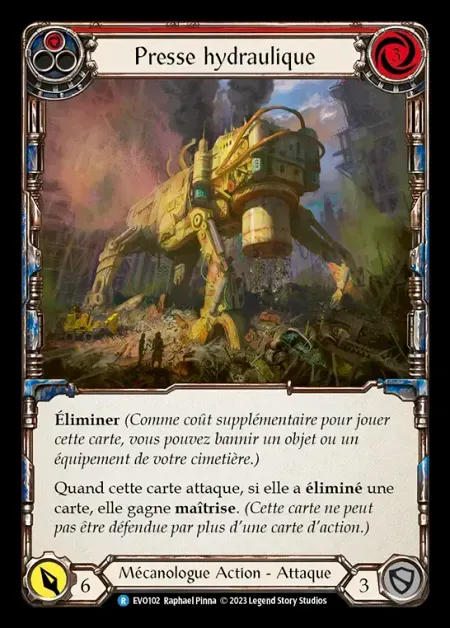 Presse hydraulique
3
Éliminer (Comme coût supplémentaire pour jouer
cette carte, vous pouvez bannir un objet ou un
équipement de votre cimetière.)
Quand cette carte attaque, si elle a éliminé une
carte, elle gagne maîtrise. (Cette carte ne peut
pas être défendue par plus d'une carte d'action.)
6
Mécanologue Action - Attaque
3
R EVO102 Raphael Pinna © 2023 Legend Story Studios